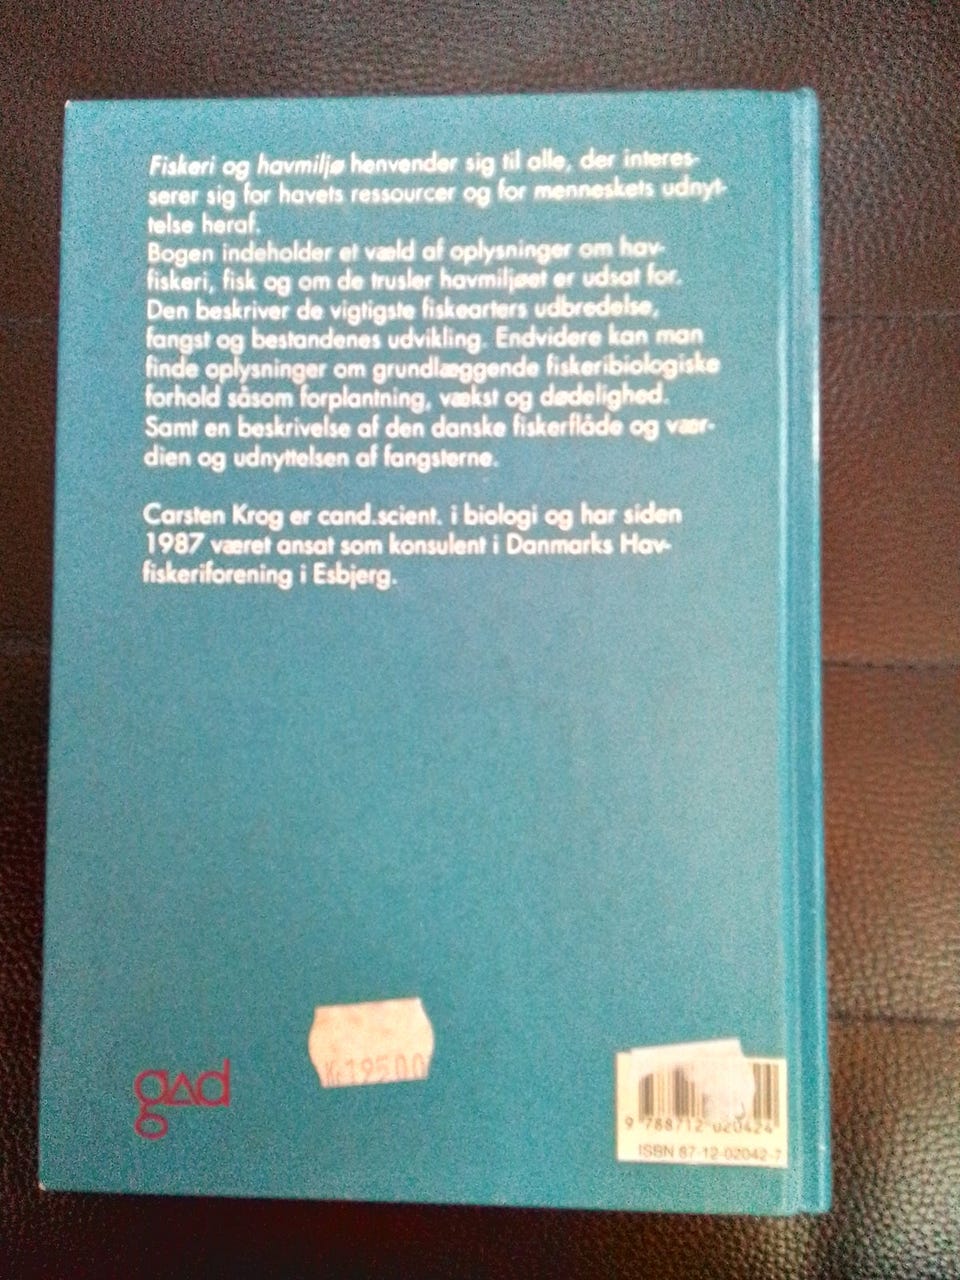 Fiskeri og havmiljø henvender sig til alle, der interes-
serer sig for havets ressourcer og for menneskets udnyt-
telse heraf.
Bogen indeholder et væld af oplysninger om hav-
fiskeri, fisk og om de trusler havmiljøet er udsat for.
Den beskriver de vigtigste fiskearters udbredelse,
fangst og bestandenes udvikling. Endvidere kan man
finde oplysninger om grundlæggende fiskeribiologiske
forhold såsom forplantning, vækst og dødelighed.
Samt en beskrivelse af den danske fiskerflåde og vær-
dien og udnyttelsen af fangsterne.
Carsten Krog er cand.scient. i biologi og har siden
1987 været ansat som konsulent i Danmarks Hav-
fiskeriforening i Esbjerg.
Kr.195.00
gad
9 788712 020424
ISBN 87-12-02042-7